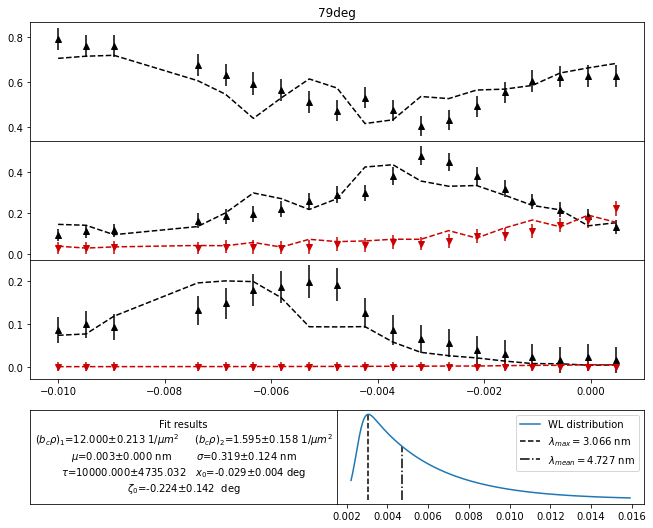 79deg
0.8
0.6
0.4
0.4
0.2
0.0
0.2
0.1
0.0
−0.010 −0.008 −0.006 −0.004 −0.002 0.000
Fit results
(b_cρ)_1=12.000±0.213 1/μm^2 (b_cρ)_2=1.595±0.158 1/μm^2
μ=0.003±0.000 nm σ=0.319±0.124 nm
τ=10000.000±4735.032 x_0=-0.029±0.004 deg
ζ_0=-0.224±0.142 deg
WL distribution
λ_max=3.066 nm
λ_mean=4.727 nm
0.002 0.004 0.006 0.008 0.010 0.012 0.014 0.016